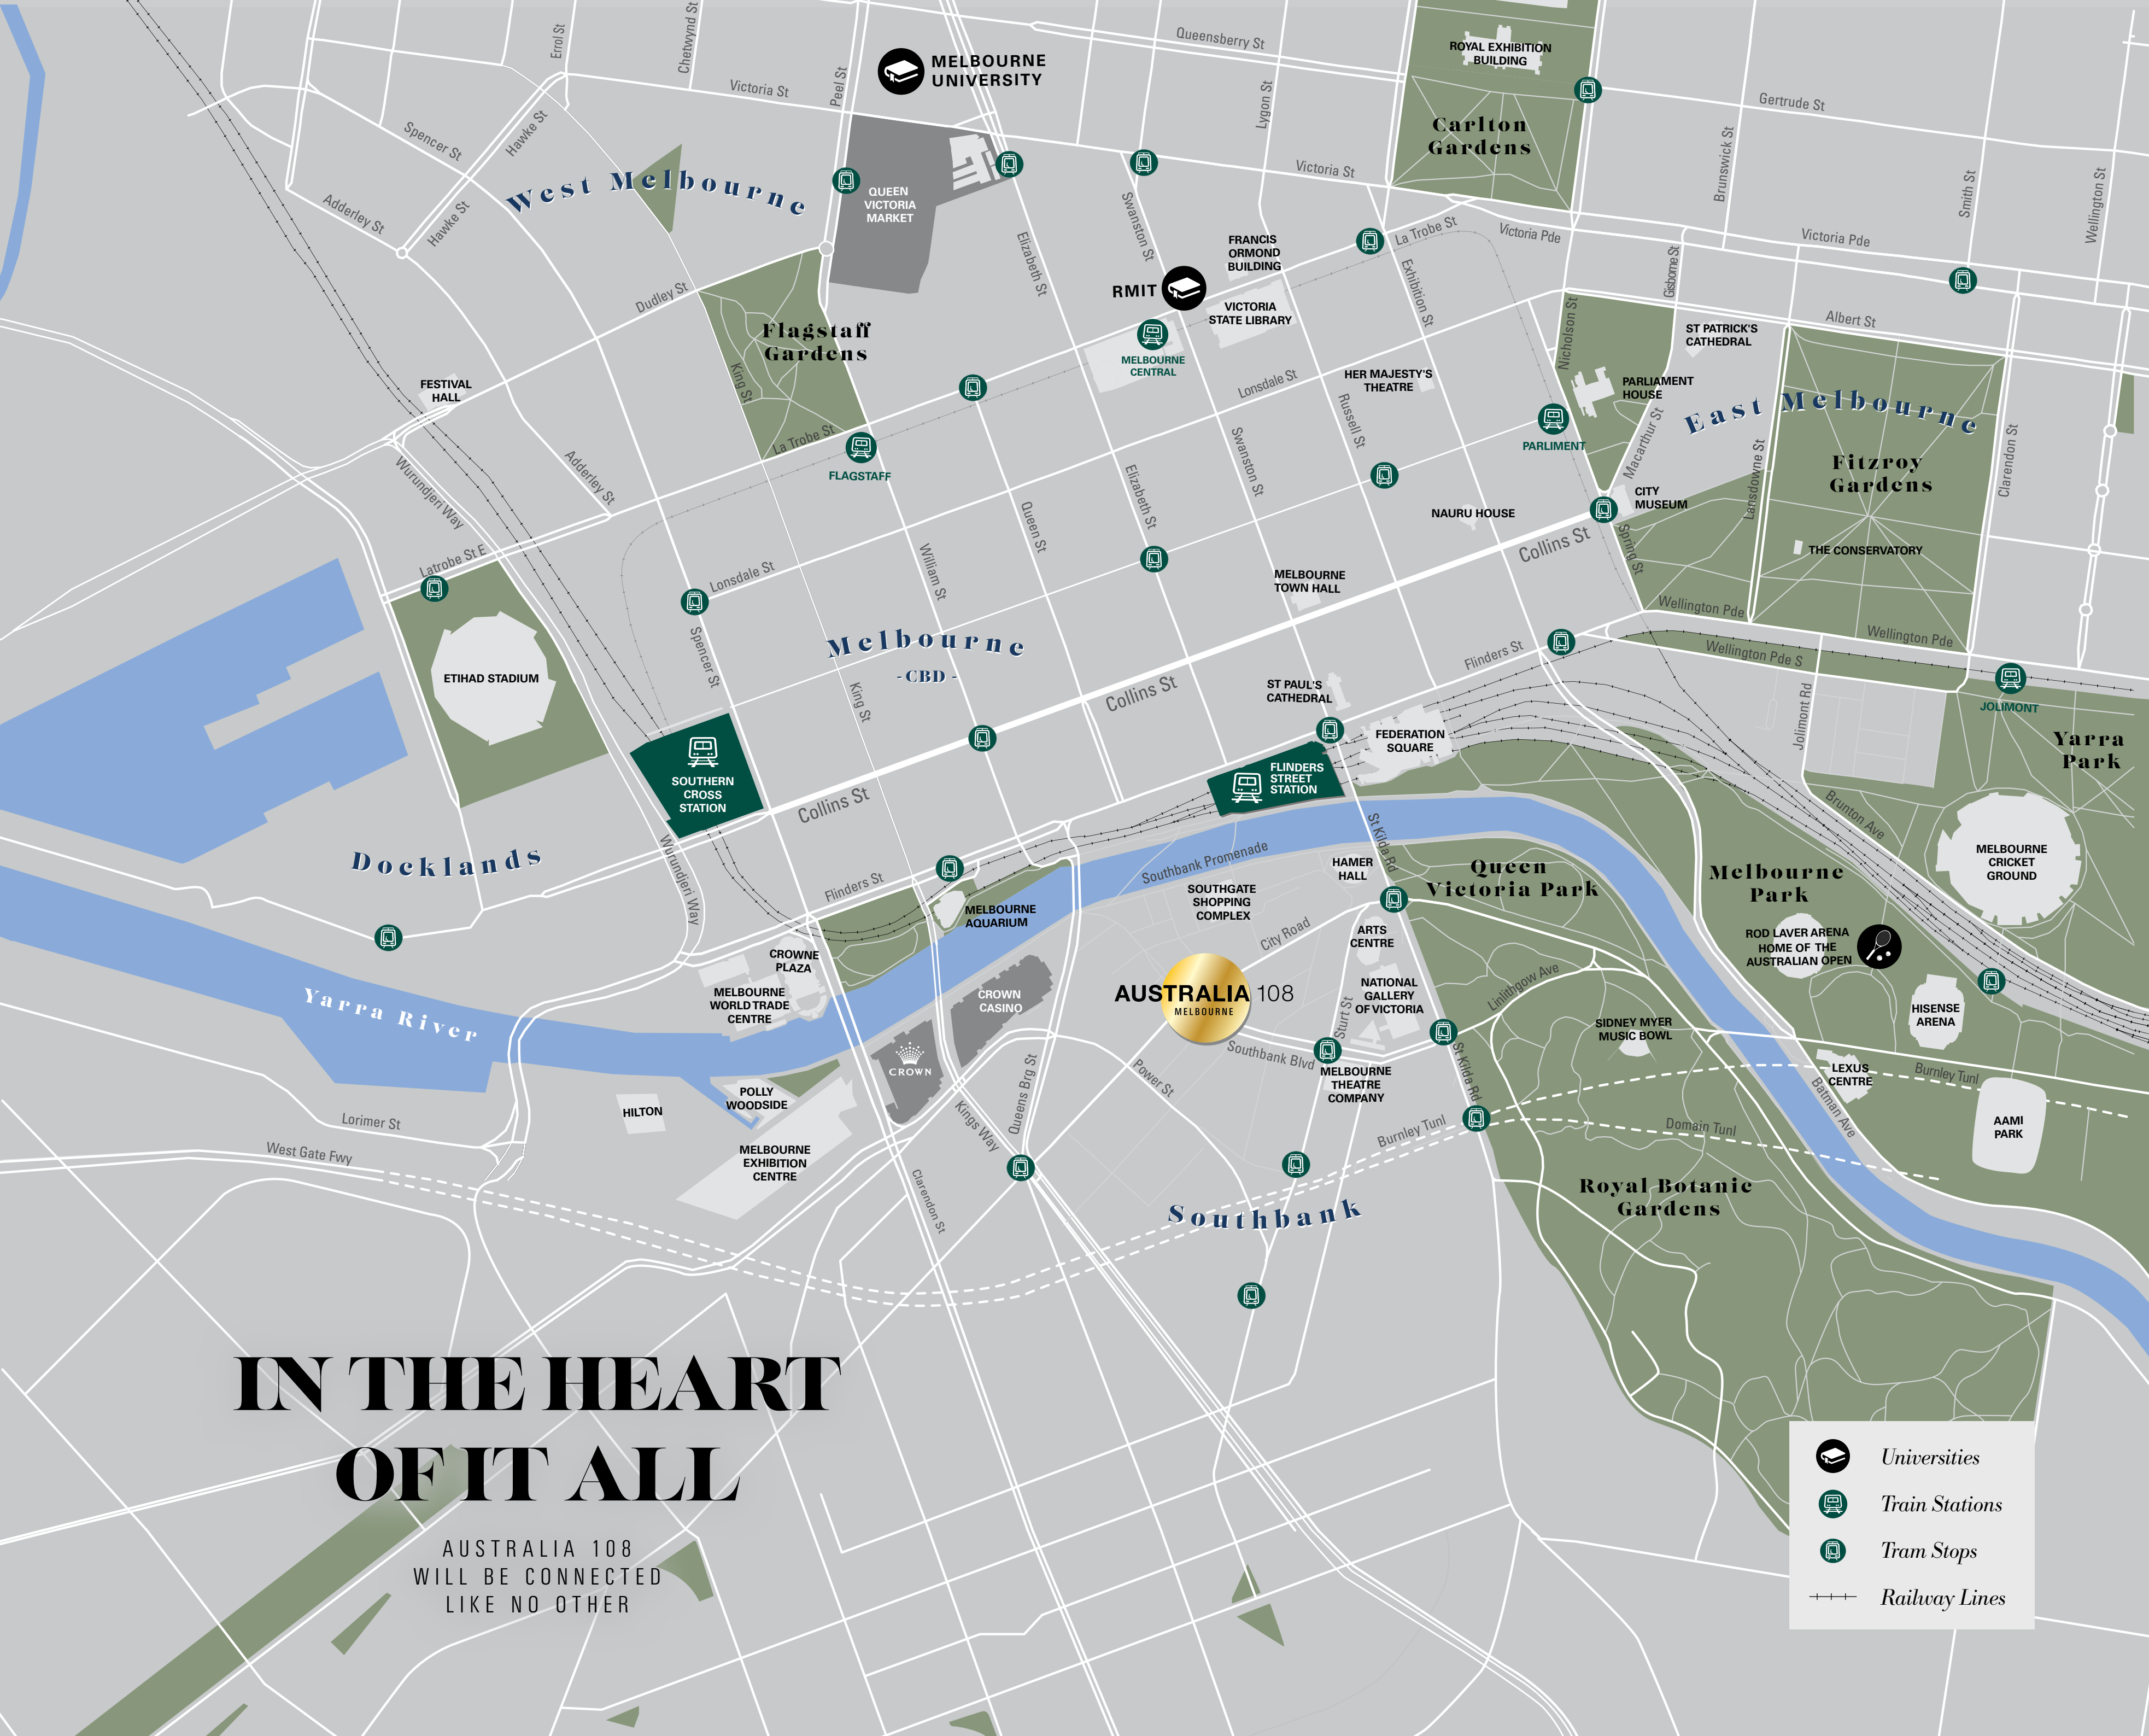 Errol St
Chetwynd St
Peel St
MELBOURNE
UNIVERSITY
Queensberry St
Lygon St
ROYAL EXHIBITION
BUILDING
Carlton
Gardens
Gertrude St
Brunswick St
Smith St
Wellington St
Victoria St
Spencer St
Hawke St
Hawke St
Adderley St
West Melbourne
QUEEN
VICTORIA
MARKET
Elizabeth St
Swanston St
Victoria St
FRANCIS
ORMOND
BUILDING
La Trobe St
Exhibition St
Victoria Pde
Victoria Pde
Gisborne St
Albert St
RMIT
VICTORIA
STATE LIBRARY
MELBOURNE
CENTRAL
Dudley St
Flagstaff
Gardens
King St
La Trobe St
FLAGSTAFF
FESTIVAL
HALL
Wurundjeri Way
Adderley St
Latrobe St E
Lonsdale St
HER MAJESTY'S
THEATRE
Russell St
Nicholson St
ST PATRICK'S
CATHEDRAL
PARLIAMENT
HOUSE
PARLIMENT
Macarthur St
East Melbourne
Fitzroy
Gardens
Lansdowne St
Clarendon St
CITY
MUSEUM
THE CONSERVATORY
NAURU HOUSE
Collins St
Spring St
Swanston St
Elizabeth St
Queen St
William St
Lonsdale St
Spencer St
King St
Melbourne
- CBD -
MELBOURNE
TOWN HALL
Collins St
ST PAUL'S
CATHEDRAL
Flinders St
Wellington Pde
Wellington Pde
Wellington Pde S
Jolimont Rd
JOLIMONT
Yarra
Park
ETIHAD STADIUM
SOUTHERN
CROSS
STATION
Collins St
FLINDERS
STREET
STATION
FEDERATION
SQUARE
Docklands
Wurundjeri Way
Flinders St
MELBOURNE
AQUARIUM
Southbank Promenade
St Kilda Rd
HAMER
HALL
SOUTHGATE
SHOPPING
COMPLEX
City Road
ARTS
CENTRE
Queen
Victoria Park
Melbourne
Park
Brunton Ave
MELBOURNE
CRICKET
GROUND
ROD LAVER ARENA
HOME OF THE
AUSTRALIAN OPEN
HISENSE
ARENA
CROWNE
PLAZA
MELBOURNE
WORLD TRADE
CENTRE
CROWN
CASINO
CROWN
AUSTRALIA 108
MELBOURNE
NATIONAL
GALLERY
OF VICTORIA
Sturt St
Linlithgow Ave
SIDNEY MYER
MUSIC BOWL
Southbank Blvd
MELBOURNE
THEATRE
COMPANY
St Kilda Rd
LEXUS
CENTRE
Batman Ave
Burnley Tunl
AAMI
PARK
Yarra River
Lorimer St
West Gate Fwy
HILTON
POLLY
WOODSIDE
MELBOURNE
EXHIBITION
CENTRE
Kings Way
Queens Brg St
Power St
Clarendon St
Burnley Tunl
Domain Tunl
Southbank
Royal Botanic
Gardens
IN THE HEART
OF IT ALL
AUSTRALIA 108
WILL BE CONNECTED
LIKE NO OTHER
Universities
Train Stations
Tram Stops
Railway Lines